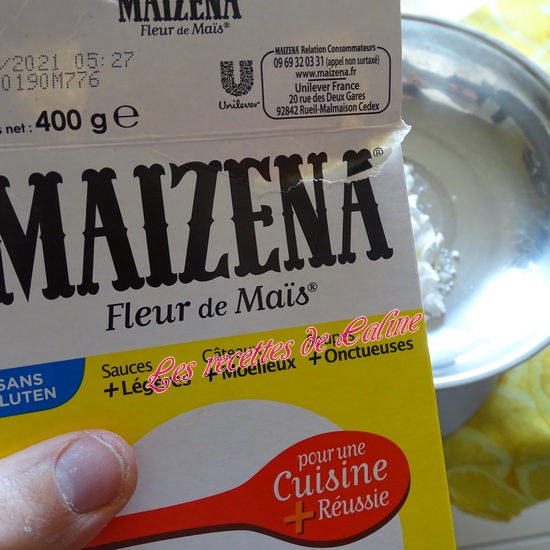 MAIZENA
Fleur de Maïs®
/2021 05:27
0190M776
Unilever
MAIZENA Relation Consommateurs
09 69 32 03 31 (appel non surtaxé)
www.maizena.fr
Unilever France
20 rue des Deux Gares
92842 Rueil-Malmaison Cedex
net : 400 g e
MAIZENA®
Fleur de Maïs®
SANS
GLUTEN
Sauces
+Légères
Gâteaux
+Moelleux
+Onctueuses
Les recettes de Caline
pour une
Cuisine
+Réussie